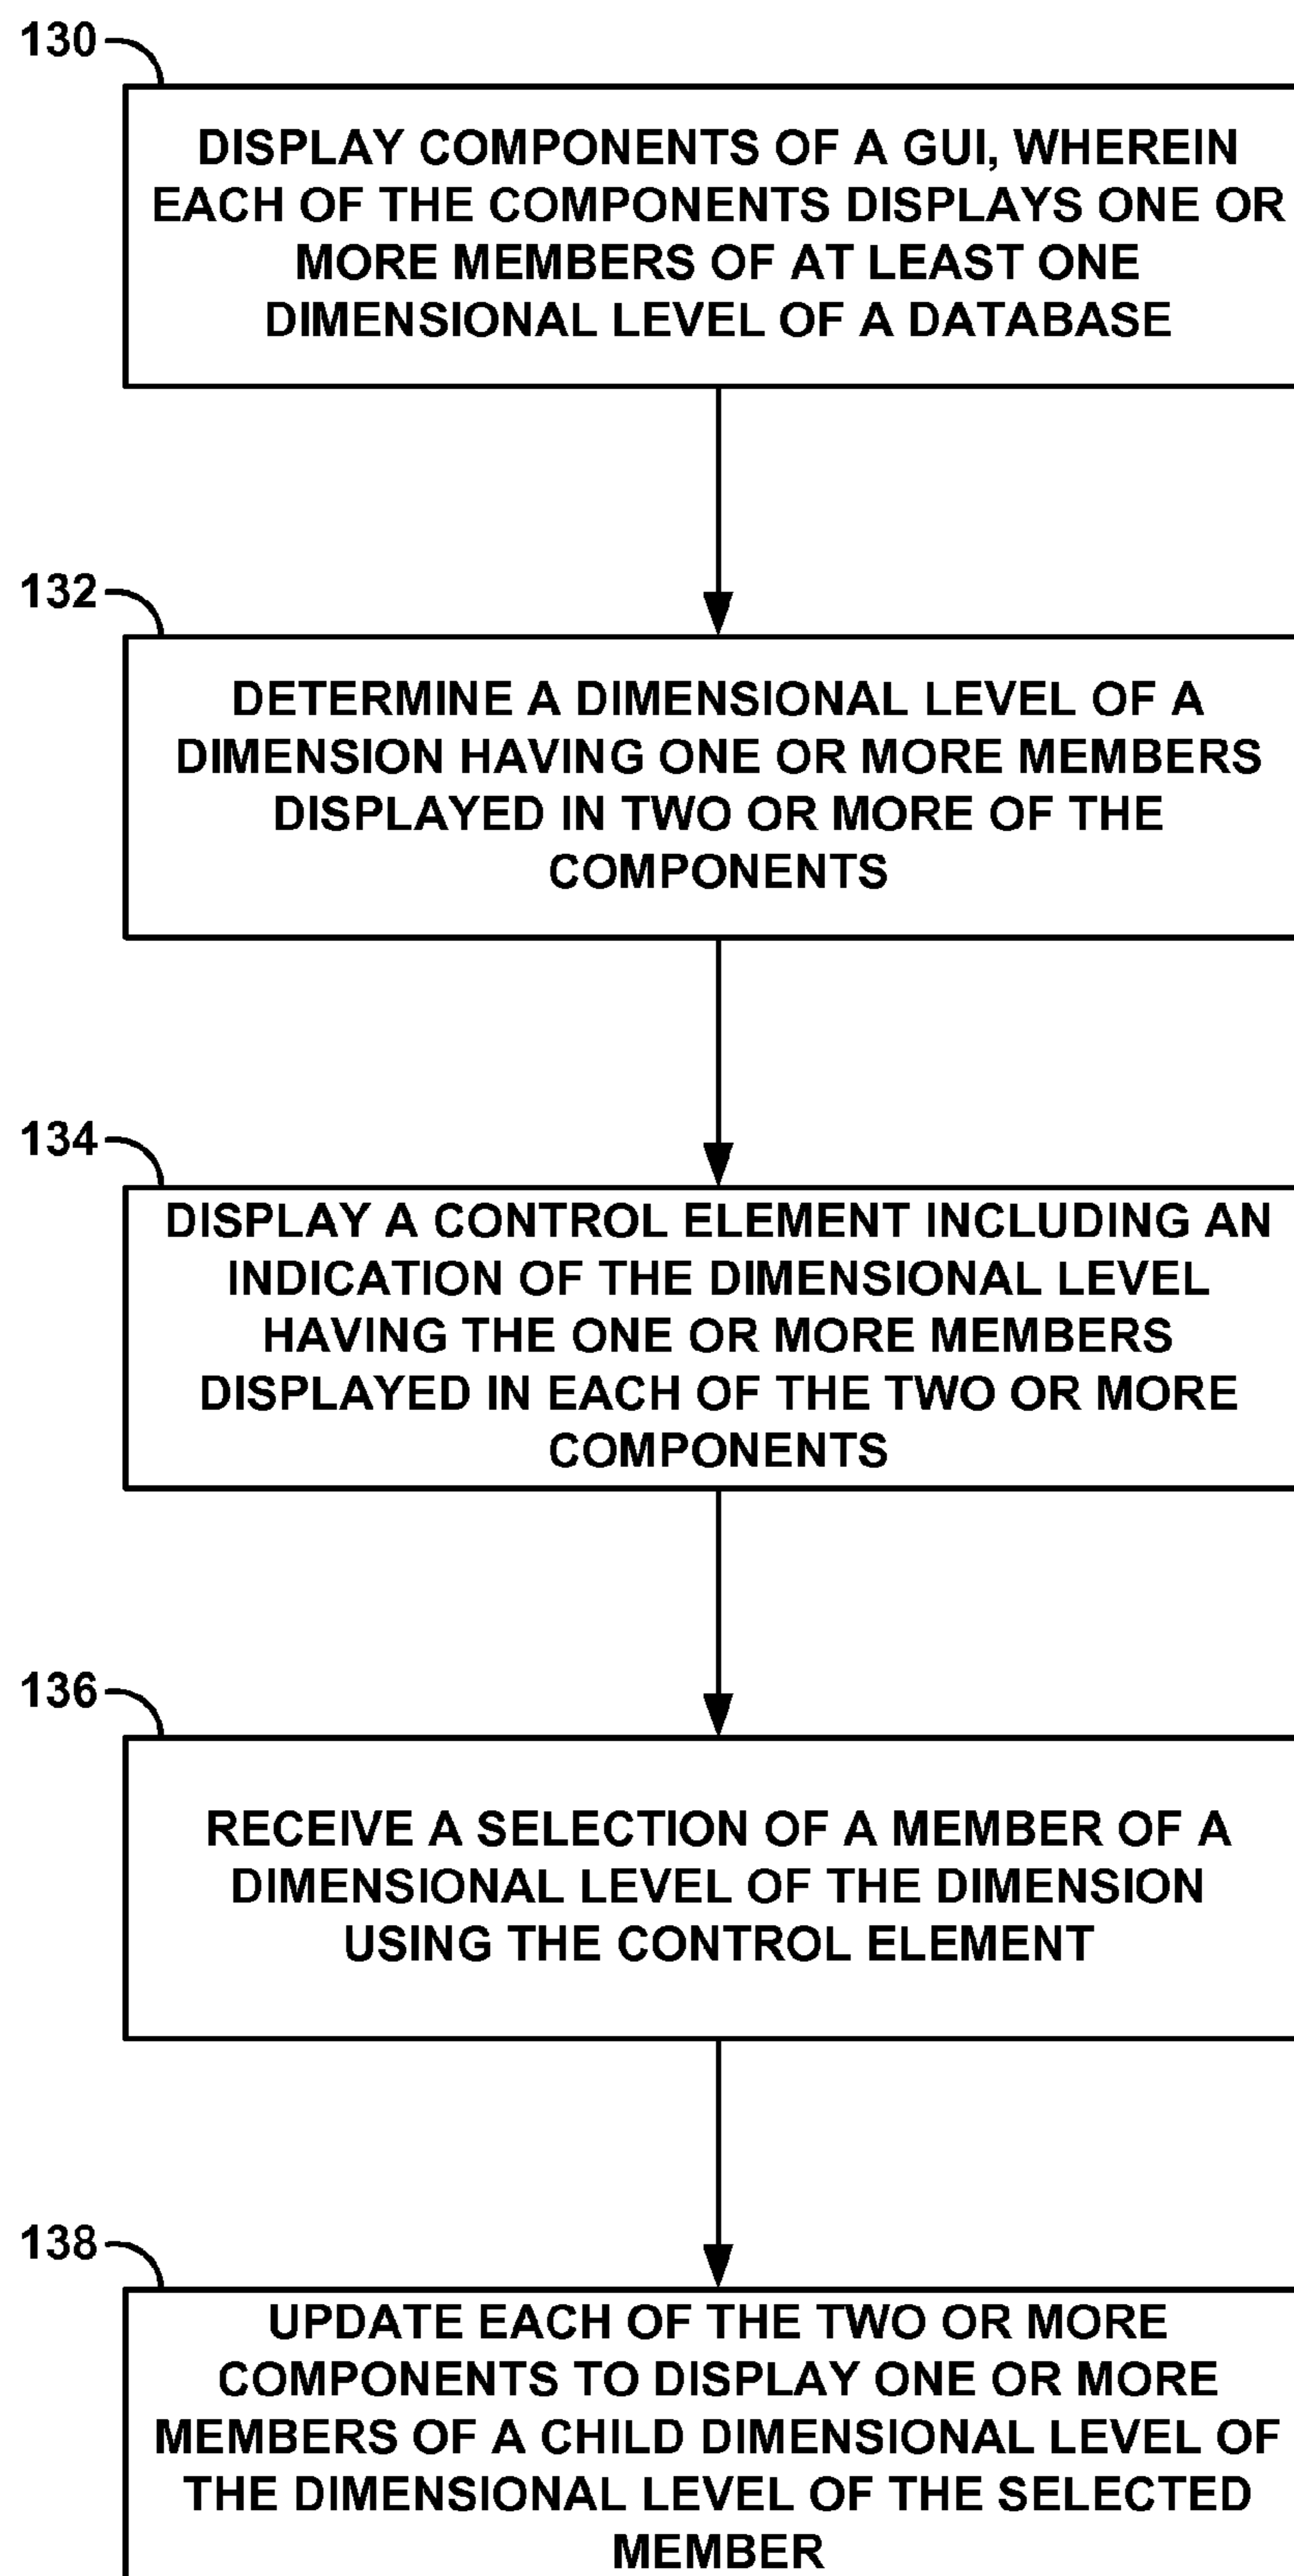 130
DISPLAY COMPONENTS OF A GUI, WHEREIN
EACH OF THE COMPONENTS DISPLAYS ONE OR
MORE MEMBERS OF AT LEAST ONE
DIMENSIONAL LEVEL OF A DATABASE
132
DETERMINE A DIMENSIONAL LEVEL OF A
DIMENSION HAVING ONE OR MORE MEMBERS
DISPLAYED IN TWO OR MORE OF THE
COMPONENTS
134
DISPLAY A CONTROL ELEMENT INCLUDING AN
INDICATION OF THE DIMENSIONAL LEVEL
HAVING THE ONE OR MORE MEMBERS
DISPLAYED IN EACH OF THE TWO OR MORE
COMPONENTS
136
RECEIVE A SELECTION OF A MEMBER OF A
DIMENSIONAL LEVEL OF THE DIMENSION
USING THE CONTROL ELEMENT
138
UPDATE EACH OF THE TWO OR MORE
COMPONENTS TO DISPLAY ONE OR MORE
MEMBERS OF A CHILD DIMENSIONAL LEVEL OF
THE DIMENSIONAL LEVEL OF THE SELECTED
MEMBER